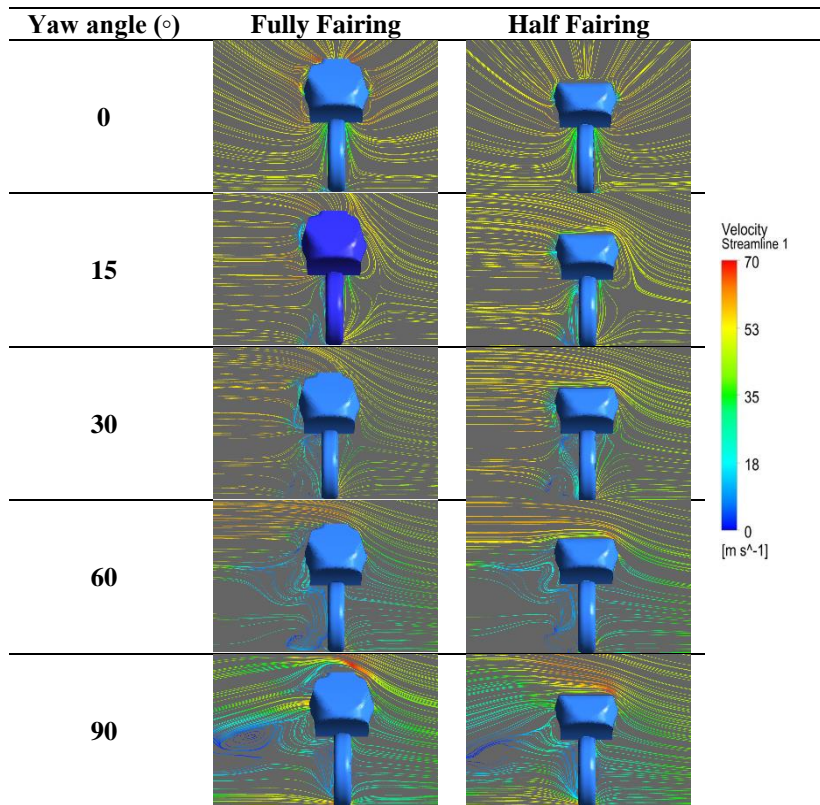 Yaw angle (○) Fully Fairing Half Fairing
0
15
30
60
90
Velocity
Streamline 1
70
53
35
18
0
[m s^-1]